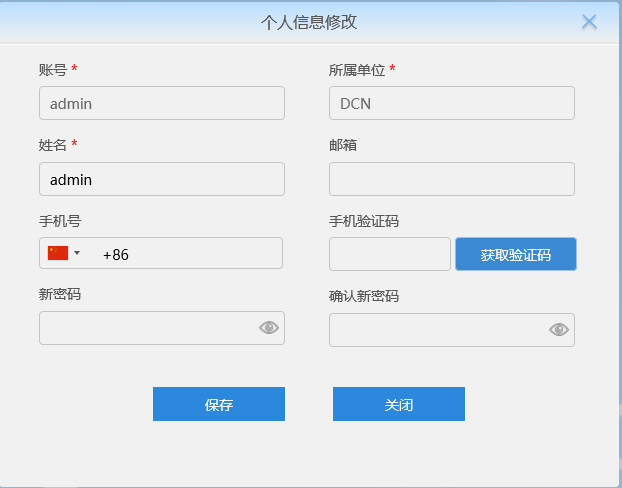 个人信息修改
账号 *
所属单位 *
admin
DCN
姓名 *
邮箱
admin
手机号
手机验证码
+86
获取验证码
新密码
确认新密码
保存
关闭